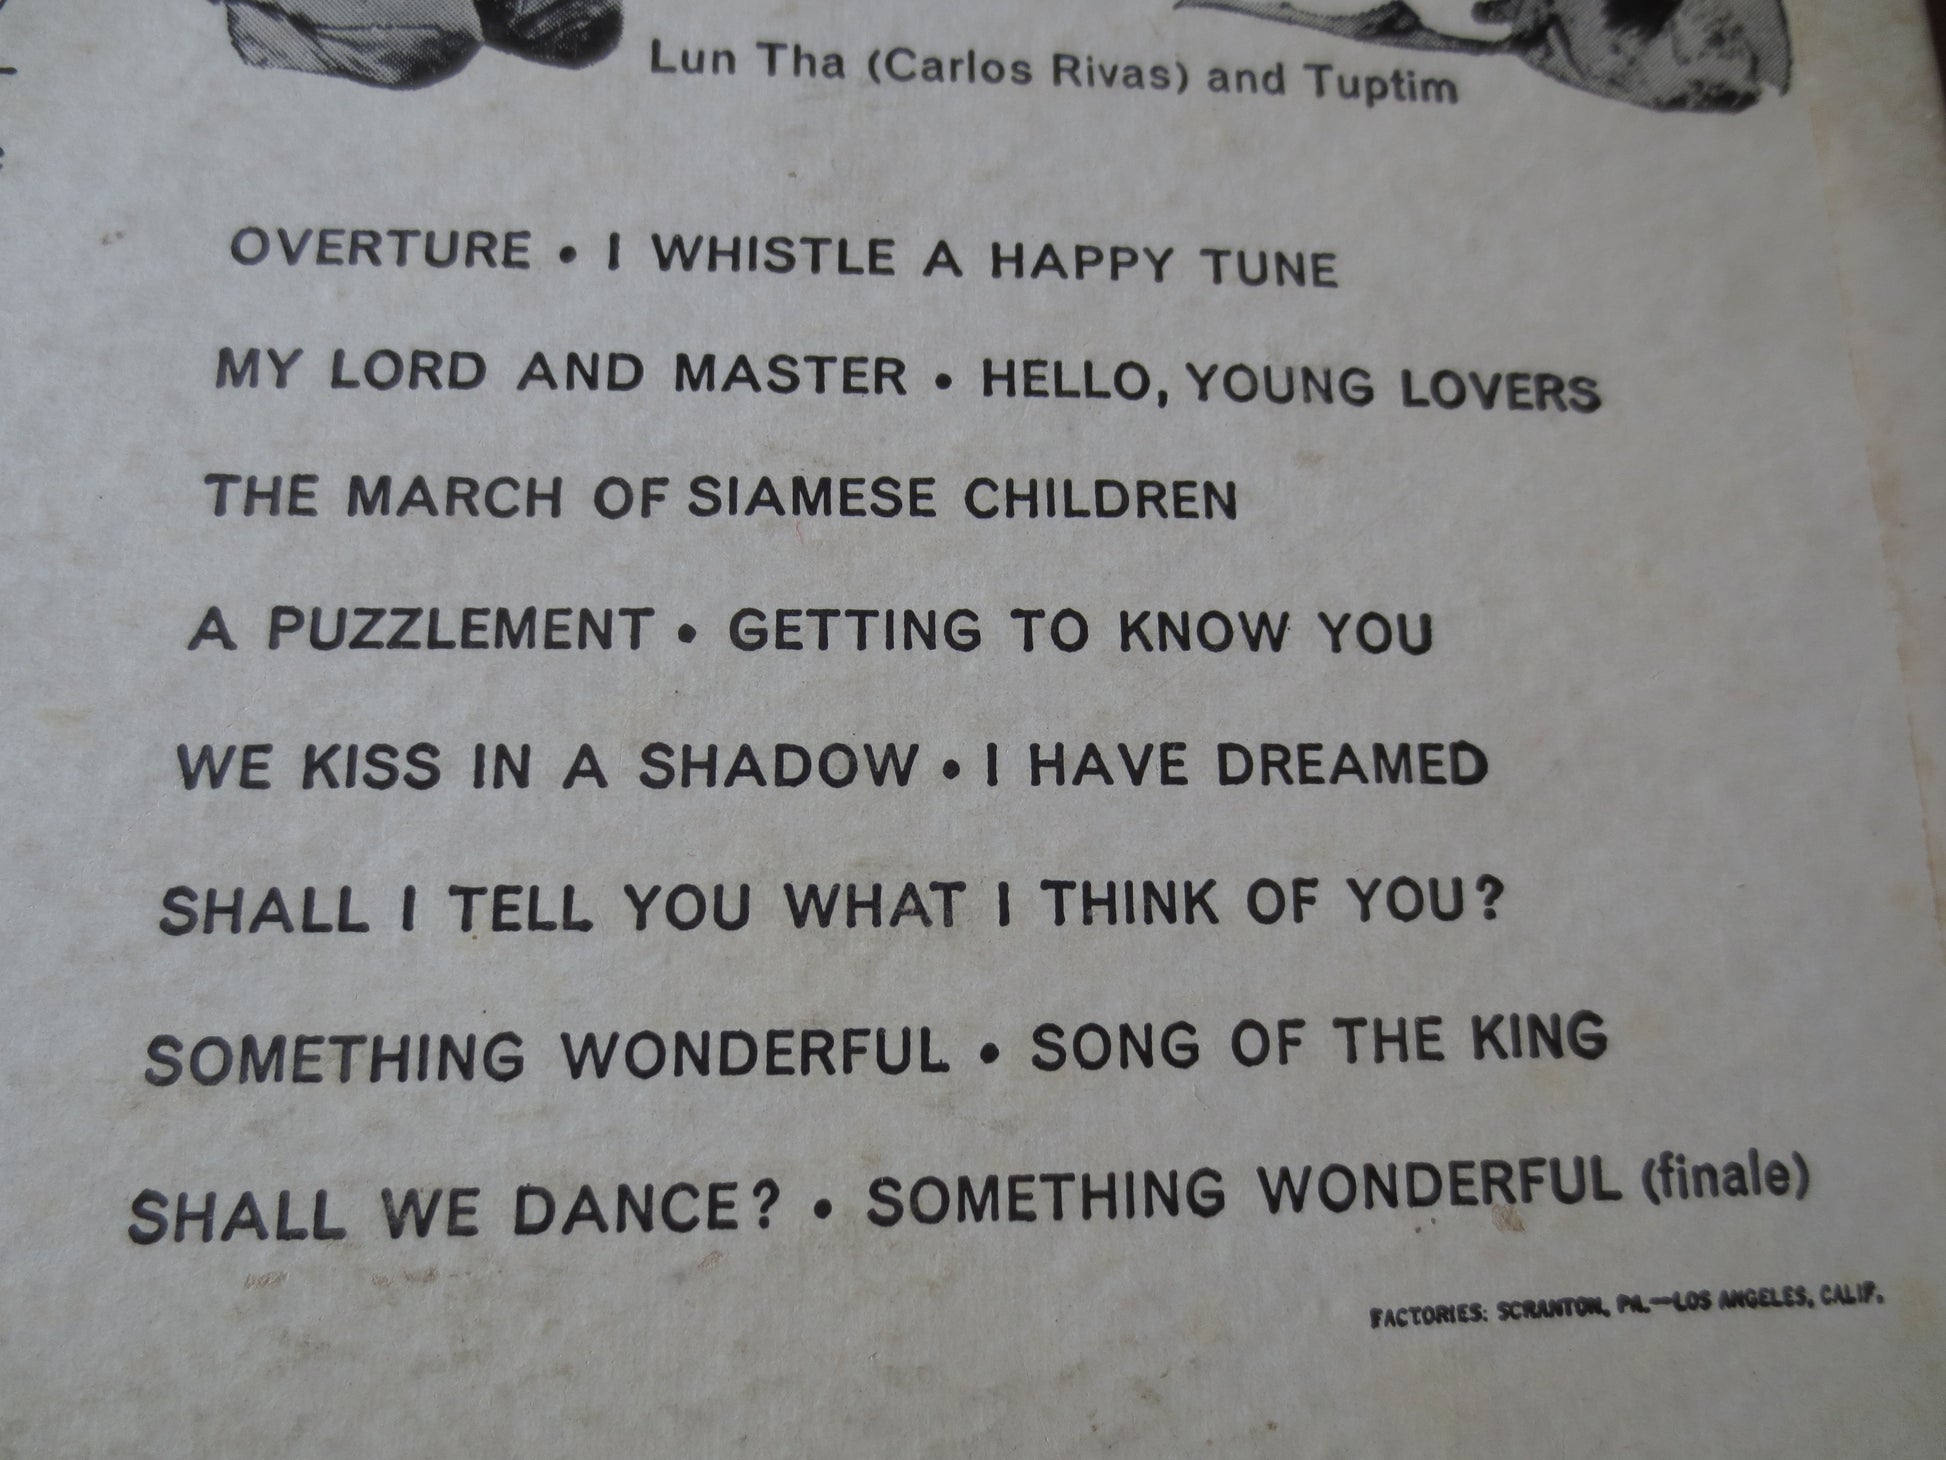 Lun Tha (Carlos Rivas) and Tuptim
OVERTURE • I WHISTLE A HAPPY TUNE
MY LORD AND MASTER • HELLO, YOUNG LOVERS
THE MARCH OF SIAMESE CHILDREN
A PUZZLEMENT • GETTING TO KNOW YOU
WE KISS IN A SHADOW • I HAVE DREAMED
SHALL I TELL YOU WHAT I THINK OF YOU?
SOMETHING WONDERFUL • SONG OF THE KING
SHALL WE DANCE? • SOMETHING WONDERFUL (finale)
FACTORIES: SCRANTON, PA.—LOS ANGELES, CALIF.